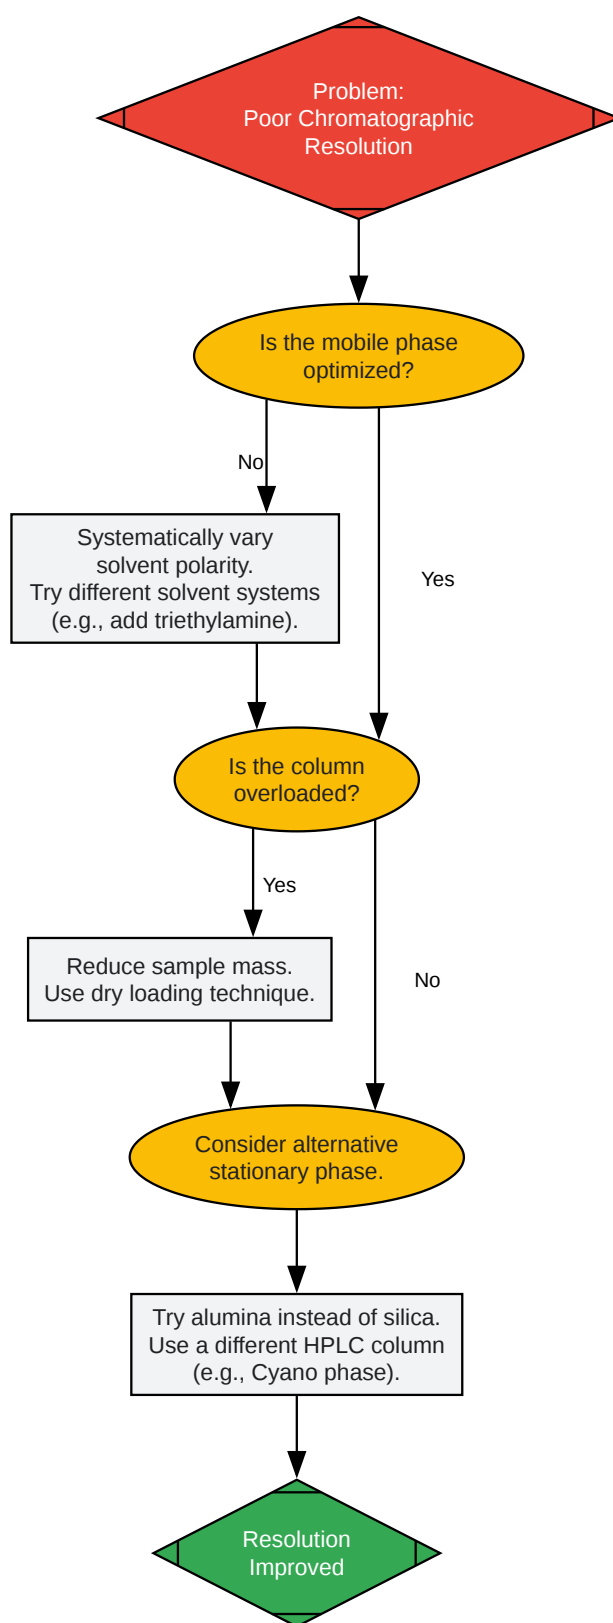 Problem:
Poor Chromatographic
Resolution
Is the mobile phase
optimized?
No
Systematically vary
solvent polarity.
Try different solvent systems
(e.g., add triethylamine).
Yes
Is the column
overloaded?
Yes
Reduce sample mass.
Use dry loading technique.
No
Consider alternative
stationary phase.
Try alumina instead of silica.
Use a different HPLC column
(e.g., Cyano phase).
Resolution
Improved